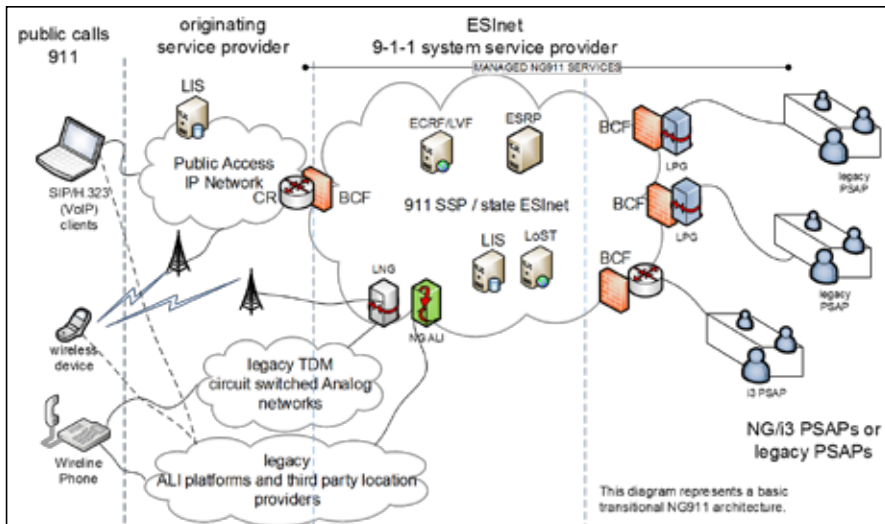 public calls
911
originating
service provider
ESInet
9-1-1 system service provider
MANAGED NG911 SERVICES
LIS
Public Access
IP Network
SIP/H.323
(VoIP)
clients
CR
BCF
ECRF/LVF
ESRP
911 SSP / state ESInet
LIS
LoST
LNG
NG ALI
BCF
LPG
legacy
PSAP
BCF
LPG
legacy
PSAP
BCF
i3 PSAP
wireless
device
legacy TDM
circuit switched Analog
networks
Wireline
Phone
legacy
ALI platforms and third party location
providers
NG/i3 PSAPs or
legacy PSAPs
This diagram represents a basic
transitional NG911 architecture.